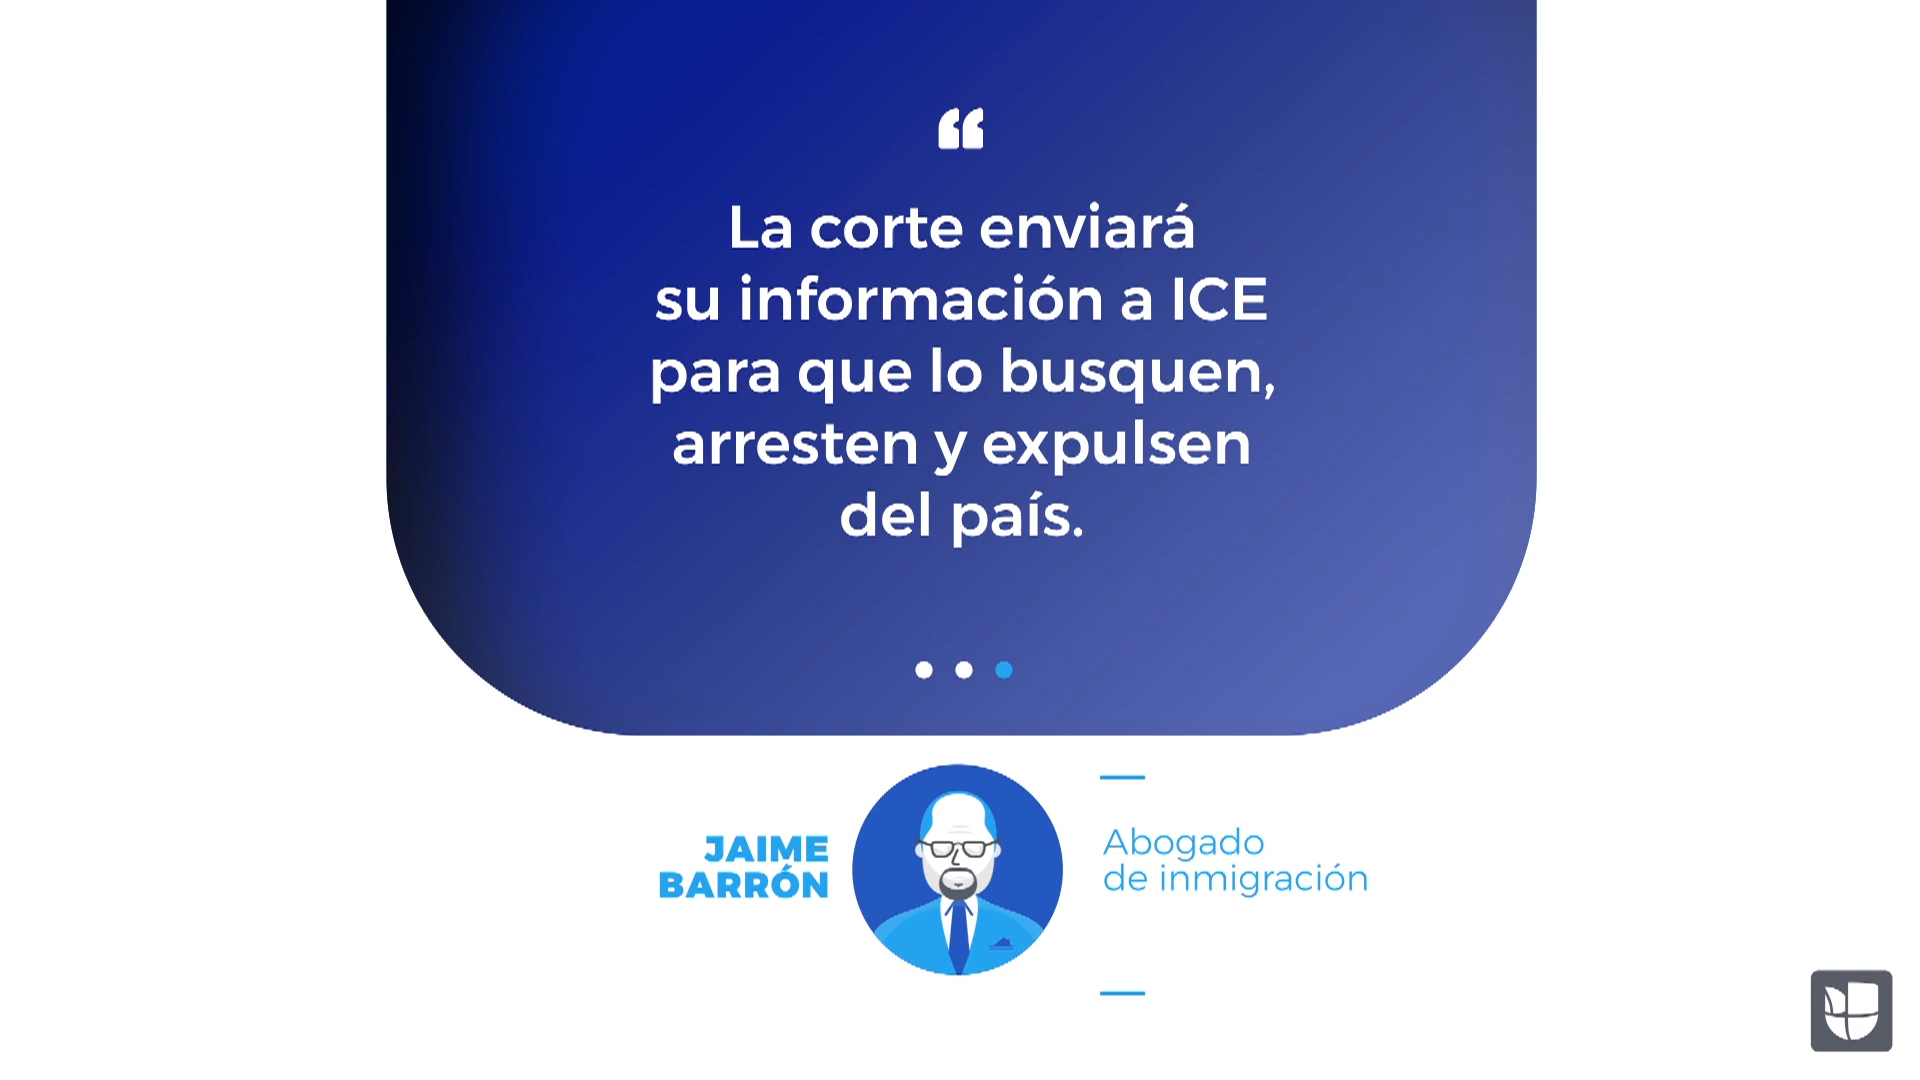 “
La corte enviará
su información a ICE
para que lo busquen,
arresten y expulsen
del país.
JAIME
BARRÓN
Abogado
de inmigración